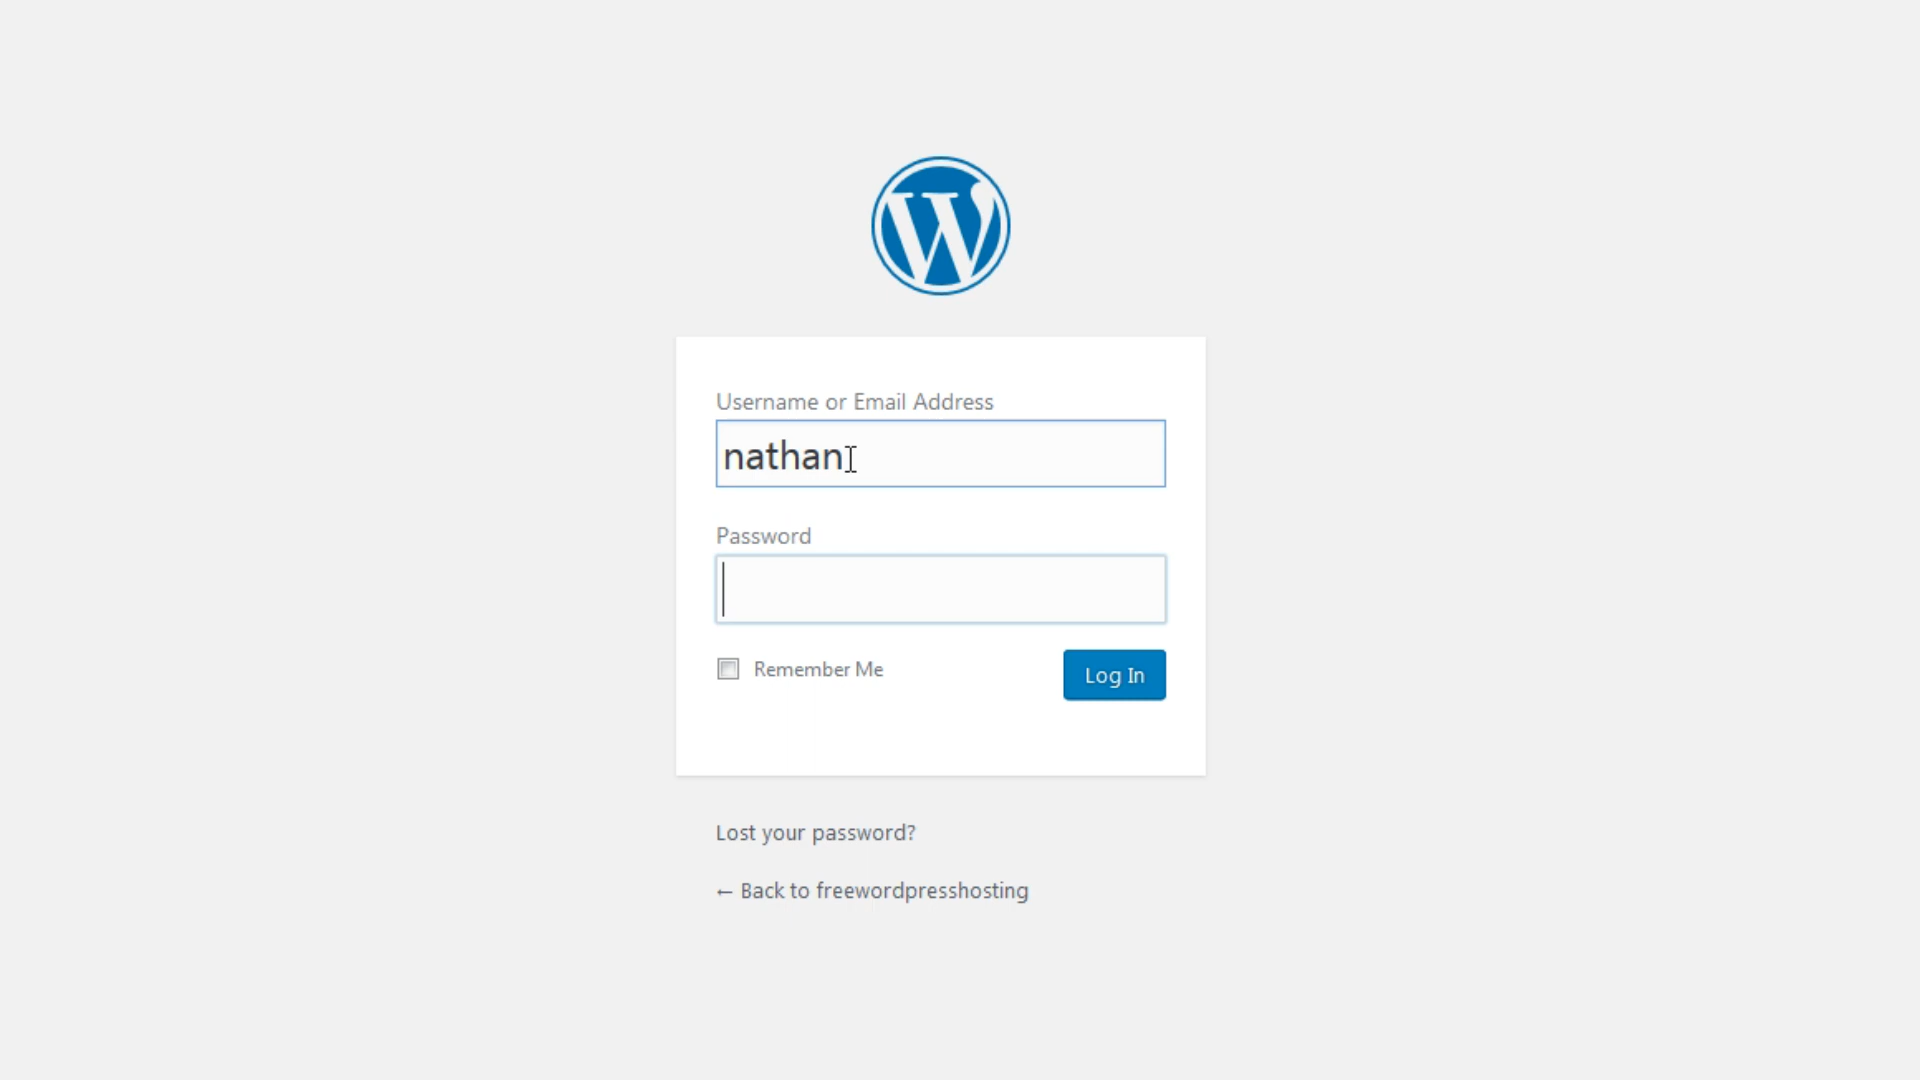 W
Username or Email Address
nathan
Password
Remember Me
Log In
Lost your password?
← Back to freewordpresshosting